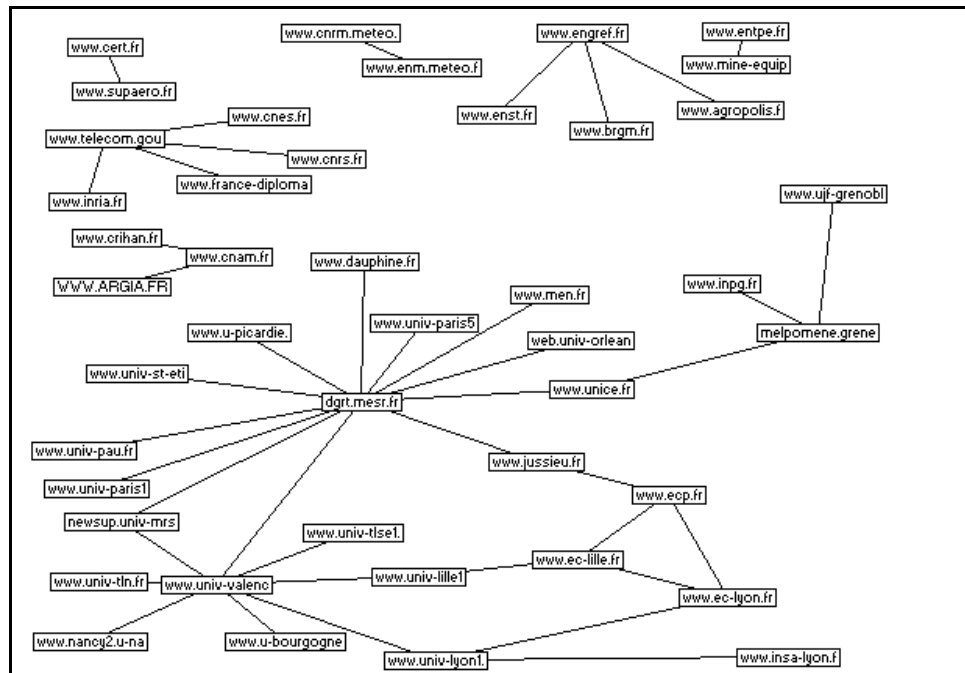 www.cnrm.meteo.
www.engref.fr
www.entpe.fr
www.cert.fr
www.enm.meteo.f
www.mine-equip
www.supaero.fr
www.cnes.fr
www.enst.fr
www.brgm.fr
www.agropolis.f
www.telecom.gou
www.cnrs.fr
www.france-diploma
www.inria.fr
www.ujf-grenobl
www.crihan.fr
www.cnam.fr
www.dauphine.fr
WWW.ARGIA.FR
www.inpg.fr
www.men.fr
www.univ-paris5
www.u-picardie.
web.univ-orlean
melpomene.grene
www.univ-st-eti
www.unice.fr
dgrt.mesr.fr
www.univ-pau.fr
www.jussieu.fr
www.univ-paris1
www.ecp.fr
newsup.univ-mrs
www.univ-tlse1.
www.ec-lille.fr
www.univ-tln.fr
www.univ-valenc
www.univ-lille1
www.ec-lyon.fr
www.nancy2.u-na
www.u-bourgogne
www.univ-lyon1.
www.insa-lyon.f